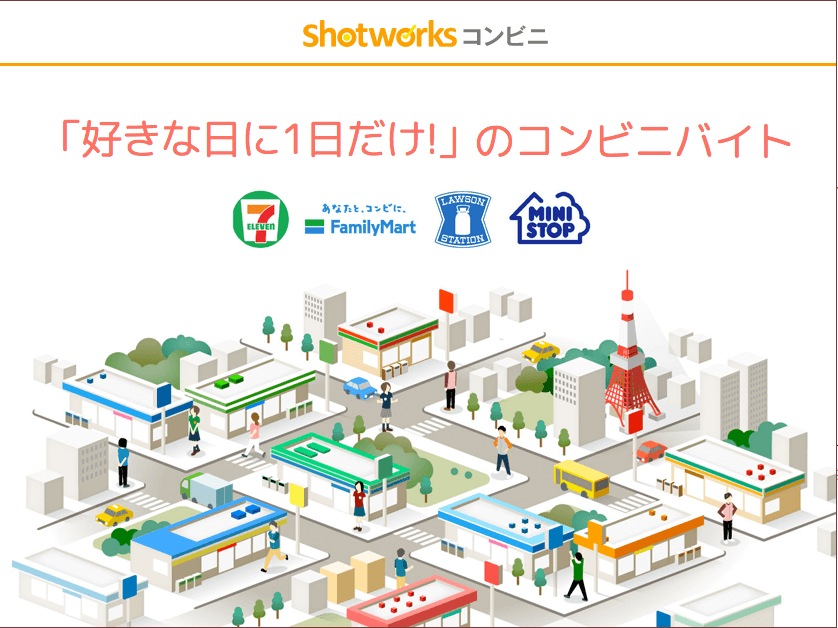 Shotworks コンビニ
「好きな日に1日だけ!」のコンビニバイト
7
ELEVEN
あなたと、コンビに、
FamilyMart
LAWSON
STATION
MINI
STOP